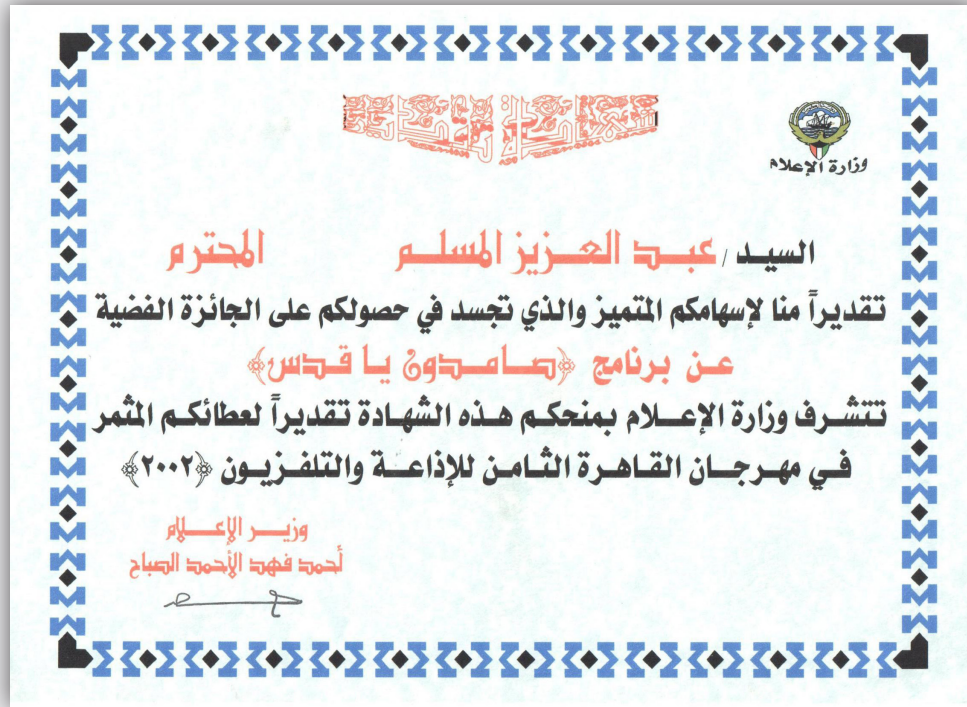 شهادة تقدير
وزارة الإعلام
السيد / عبد العزيز المسلم المحترم
تقديراً منا لإسهامكم المتميز والذي تجسد في حصولكم على الجائزة الفضية
عن برنامج ﴿صامدون يا قدس﴾
تتشرف وزارة الإعلام بمنحكم هذه الشهادة تقديراً لعطائكم المثمر
في مهرجان القاهرة الثامن للإذاعة والتلفزيون ﴿٢٠٠٢﴾
وزير الإعلام
أحمد فهد الأحمد الصباح